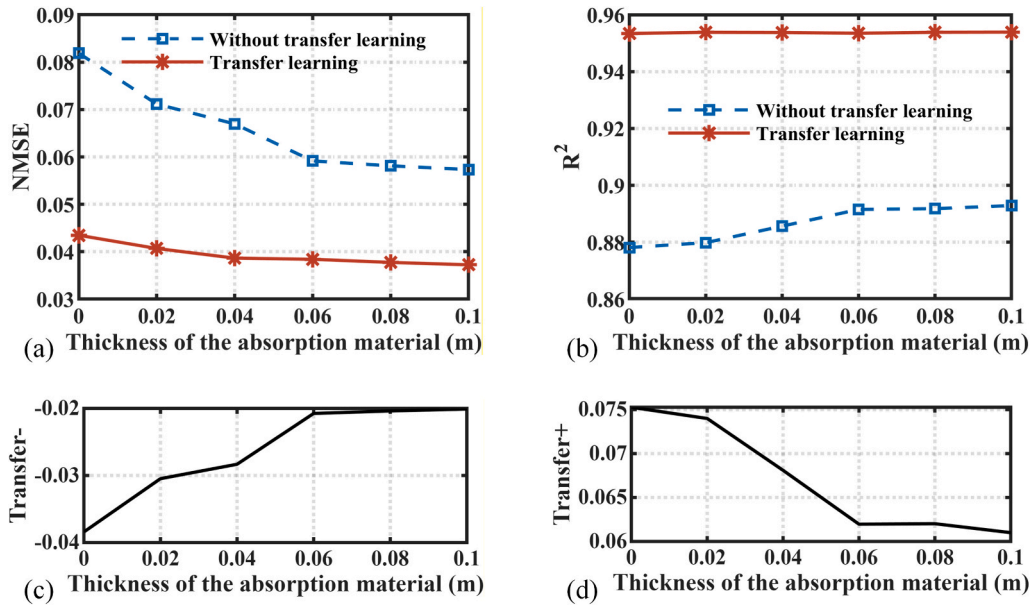 0.09
0.08
0.07
0.06
0.05
0.04
0.03
NMSE
Without transfer learning
Transfer learning
0 0.02 0.04 0.06 0.08 0.1
(a) Thickness of the absorption material (m)
0.96
0.94
0.92
0.9
0.88
0.86
R²
Without transfer learning
Transfer learning
0 0.02 0.04 0.06 0.08 0.1
(b) Thickness of the absorption material (m)
-0.02
-0.03
-0.04
Transfer-
0 0.02 0.04 0.06 0.08 0.1
(c) Thickness of the absorption material (m)
0.075
0.07
0.065
0.06
Transfer+
0 0.02 0.04 0.06 0.08 0.1
(d) Thickness of the absorption material (m)